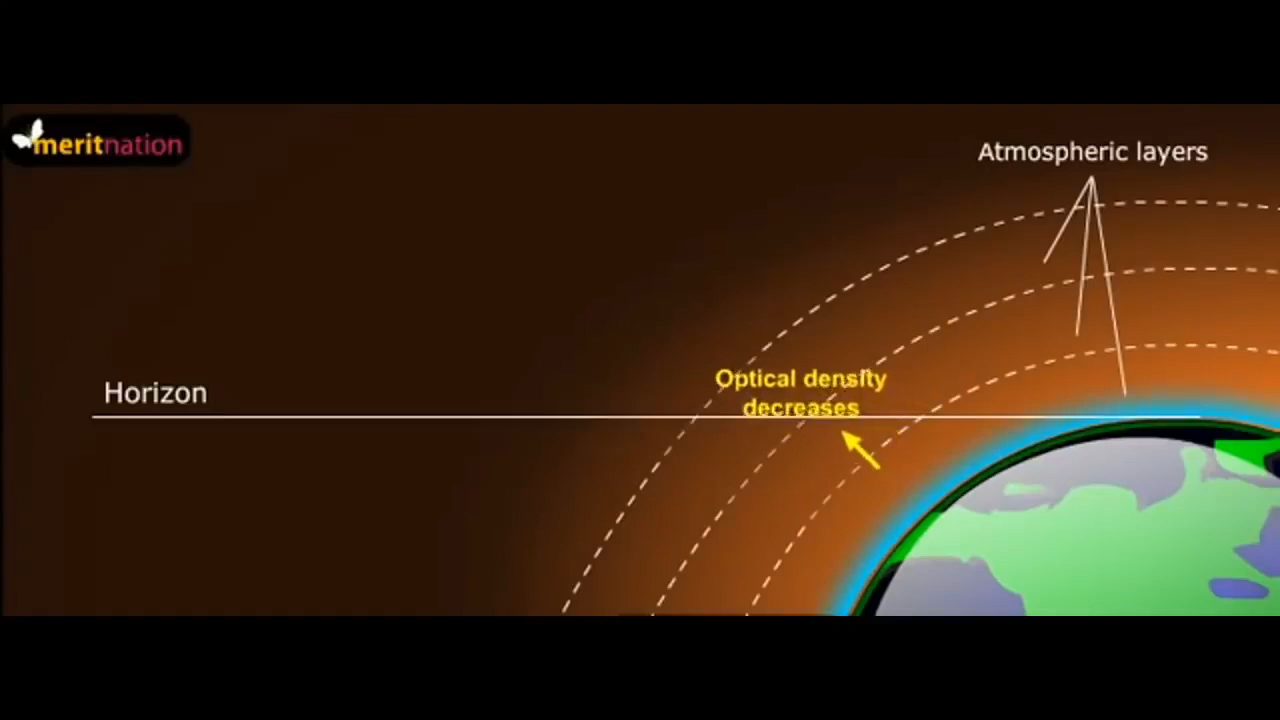 meritnation
Atmospheric layers
Optical density
decreases
Horizon